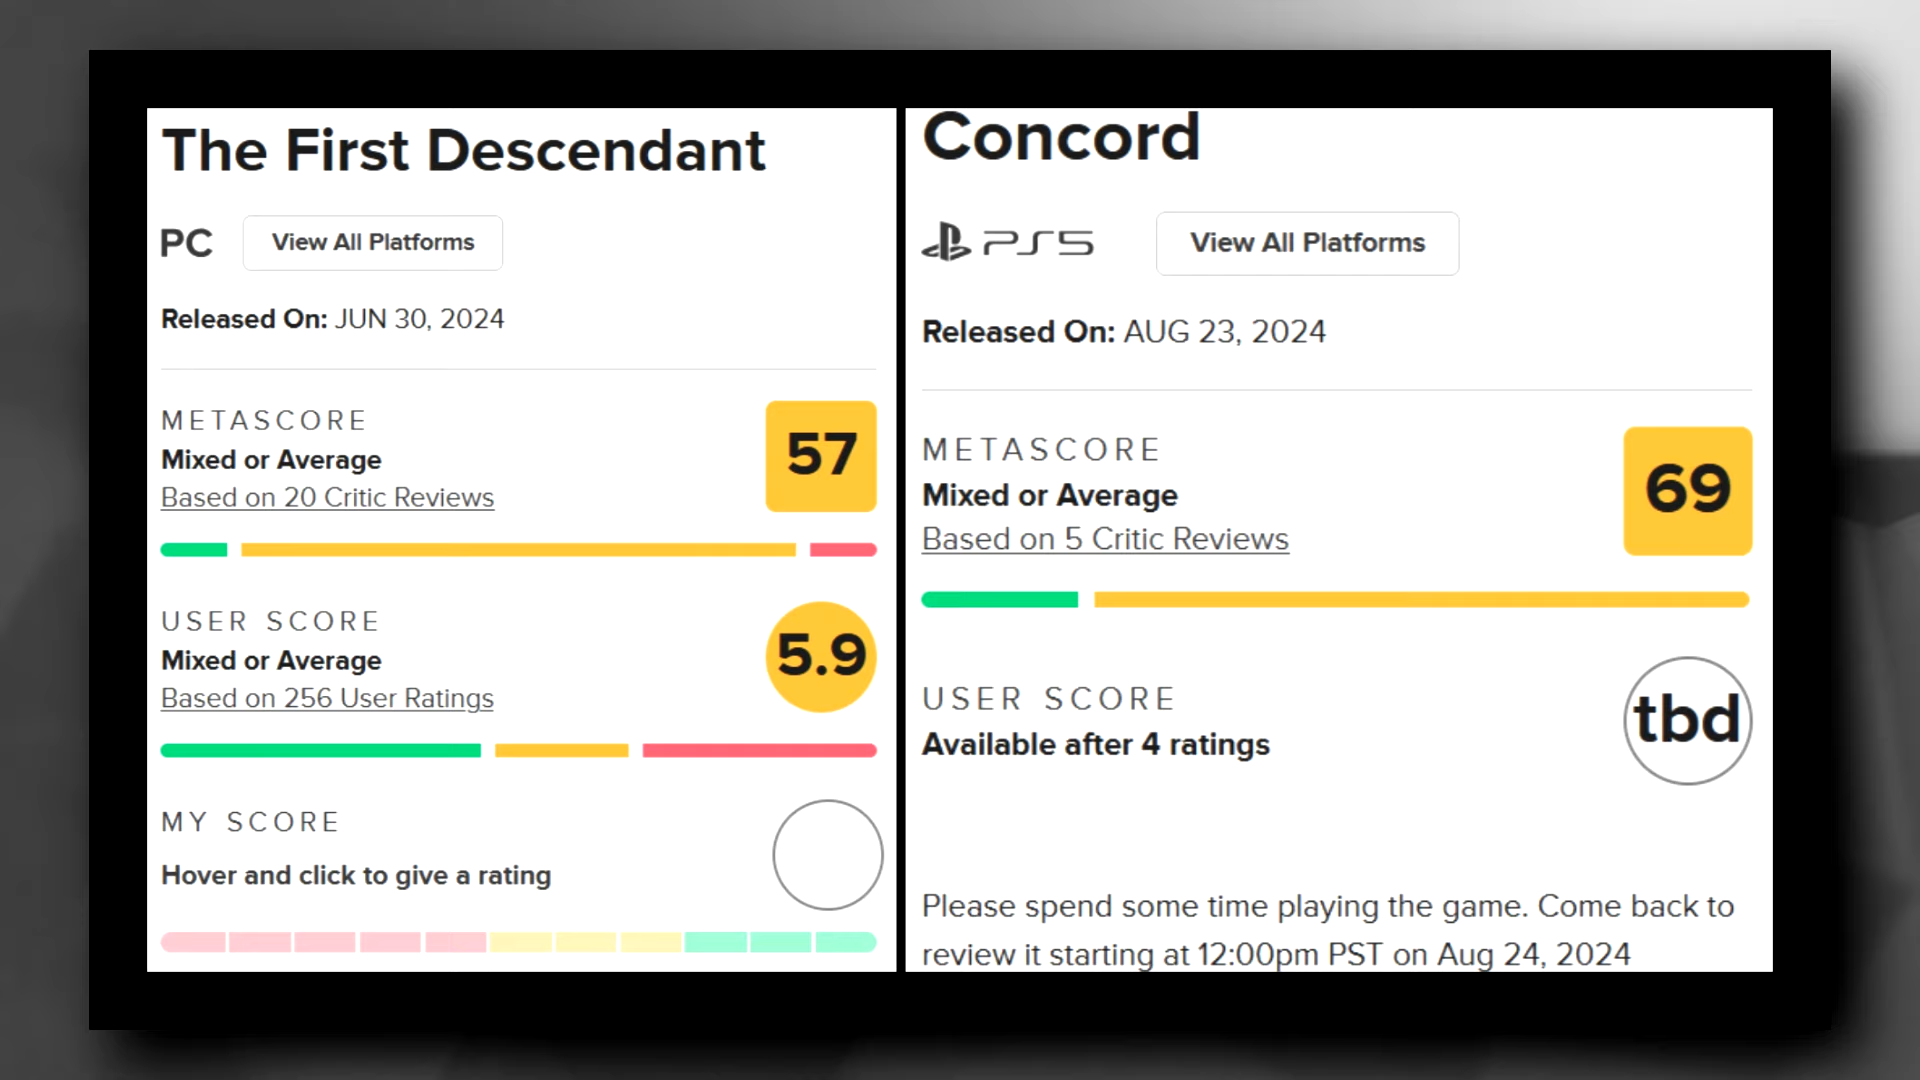 The First Descendant
PC
View All Platforms
Released On: JUN 30, 2024
METASCORE
Mixed or Average
Based on 20 Critic Reviews
57
USER SCORE
Mixed or Average
Based on 256 User Ratings
5.9
MY SCORE
Hover and click to give a rating
Concord
PS5
View All Platforms
Released On: AUG 23, 2024
METASCORE
Mixed or Average
Based on 5 Critic Reviews
69
USER SCORE
Available after 4 ratings
tbd
Please spend some time playing the game. Come back to
review it starting at 12:00pm PST on Aug 24, 2024